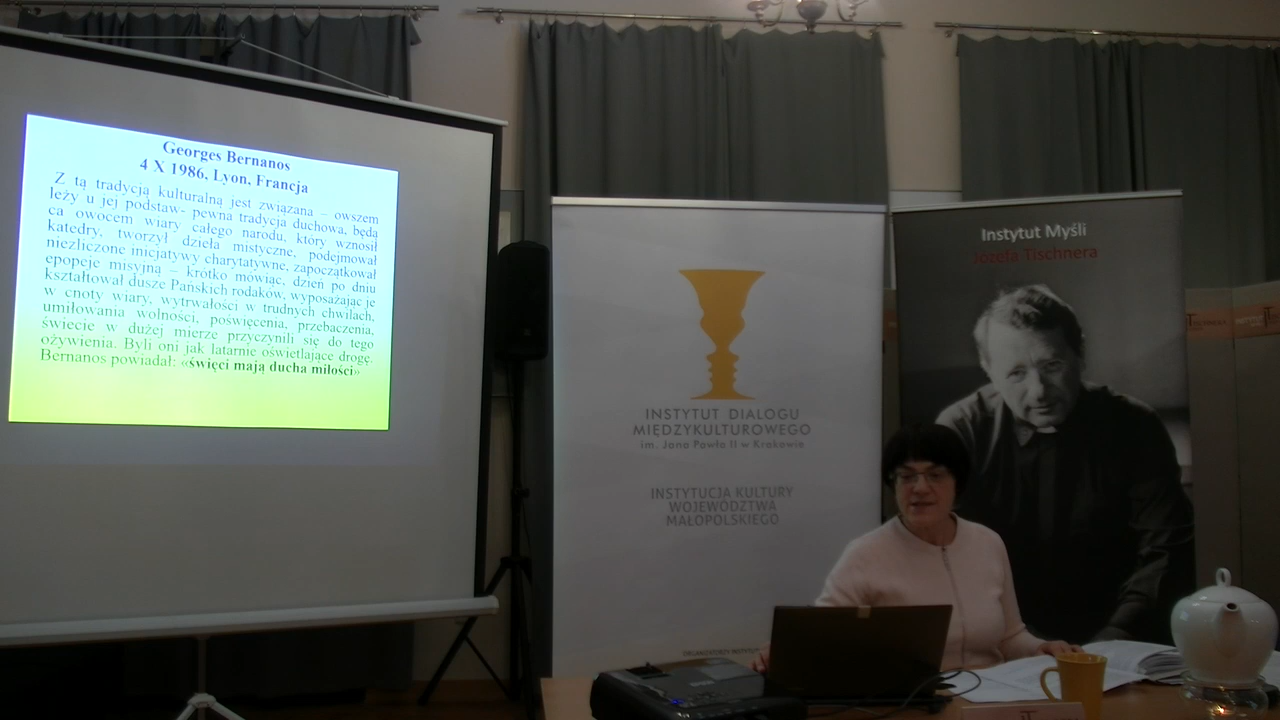 Georges Bernanos
4 X 1986, Lyon, Francja
Z tą tradycją kulturalną jest związana – owszem
leży u jej podstaw- pewna tradycja duchowa, będą
ca owocem wiary całego narodu, który wznosił
katedry, tworzył dzieła mistyczne, podejmował
niezliczone inicjatywy charytatywne, zapoczątkował
epopeję misyjną – krótko mówiąc, dzień po dniu
kształtował dusze Pańskich rodaków, wyposażając je
w cnoty wiary, wytrwałości w trudnych chwilach,
umiłowania wolności, poświęcenia, przebaczenia,
świecie w dużej mierze przyczynili się do tego
ożywienia. Byli oni jak latarnie oświetlające drogę.
Bernanos powiadał: «święci mają ducha miłości»
INSTYTUT DIALOGU
MIĘDZYKULTUROWEGO
im. Jana Pawła II w Krakowie
INSTYTUCJA KULTURY
WOJEWÓDZTWA
MAŁOPOLSKIEGO
Instytut Myśli
Józefa Tischnera